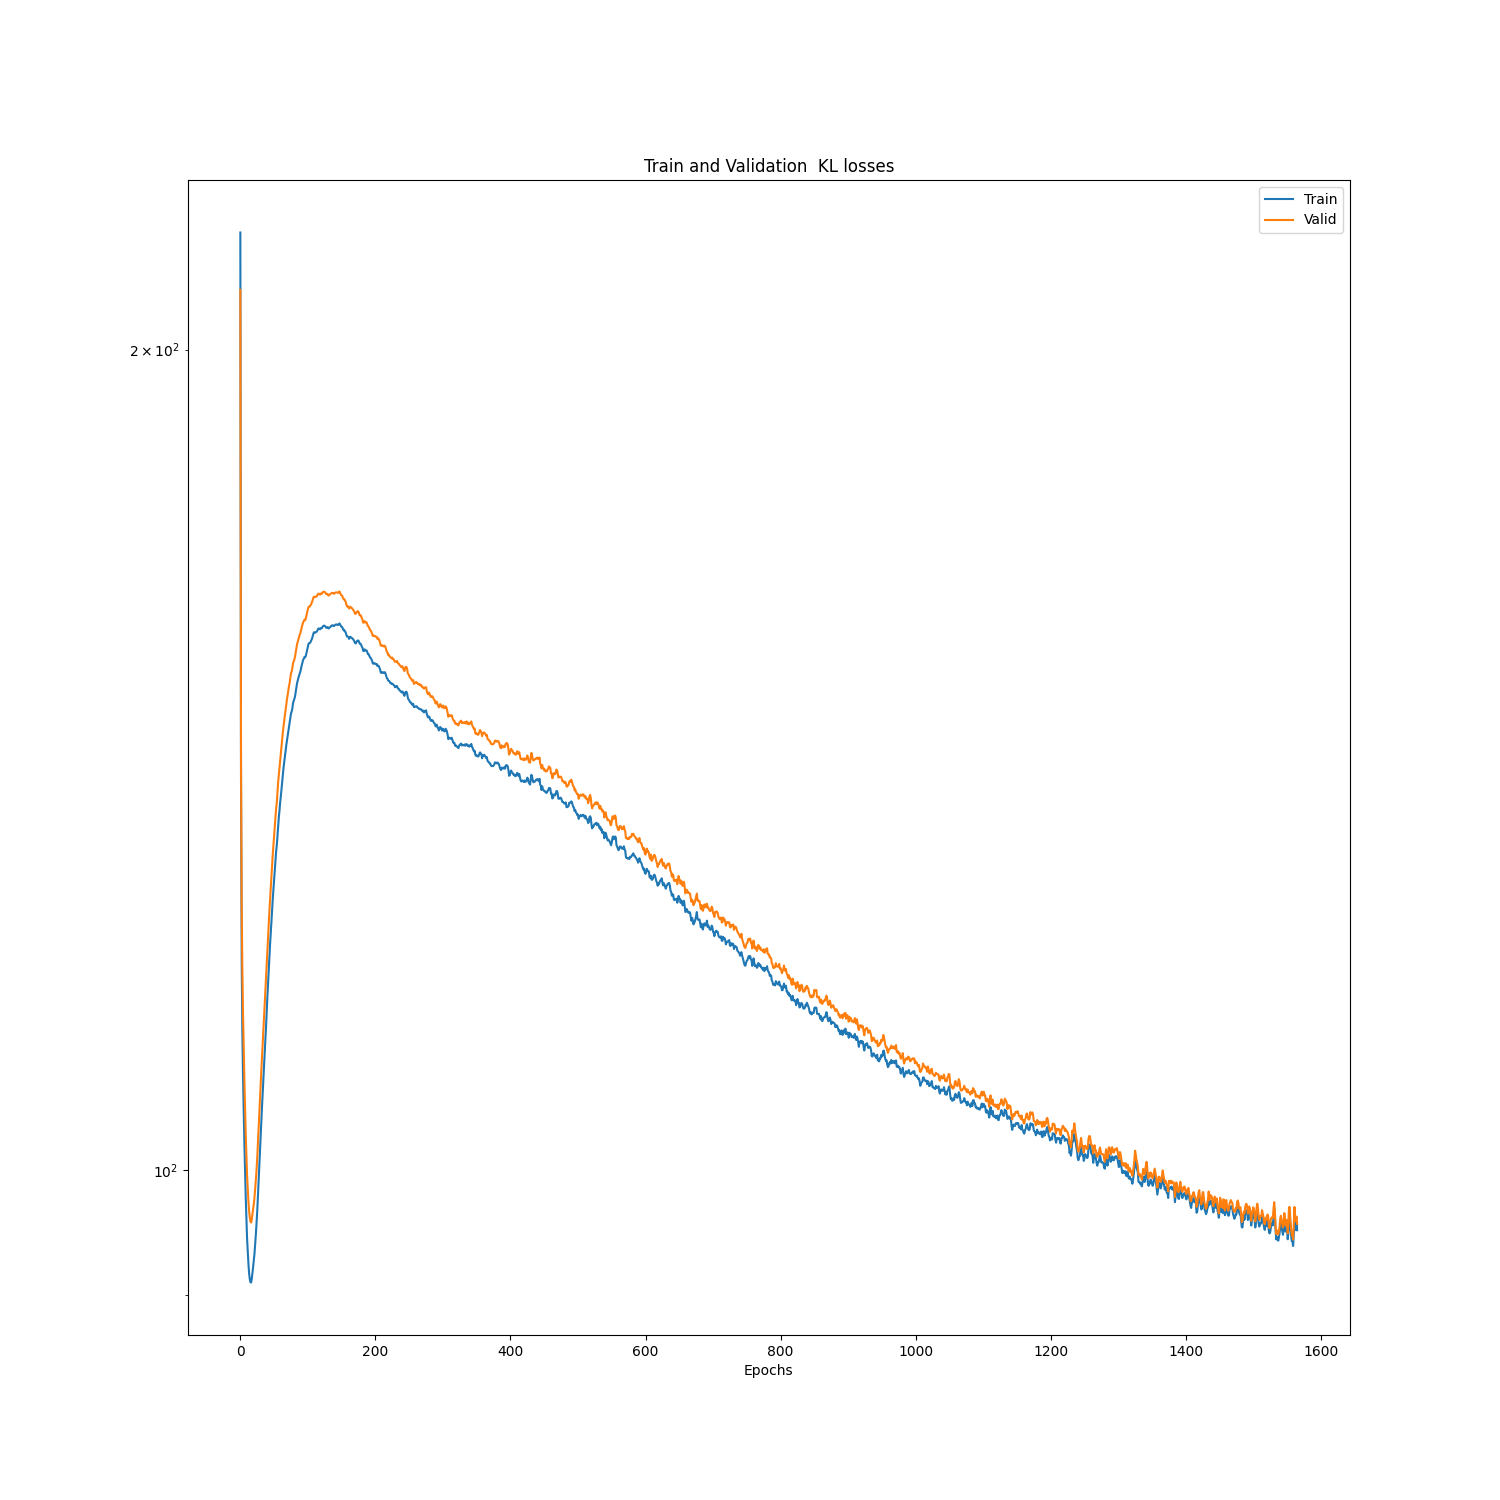 Train and Validation  KL losses
Train
Valid
2 × 10²
10²
0 200 400 600 800 1000 1200 1400 1600
Epochs